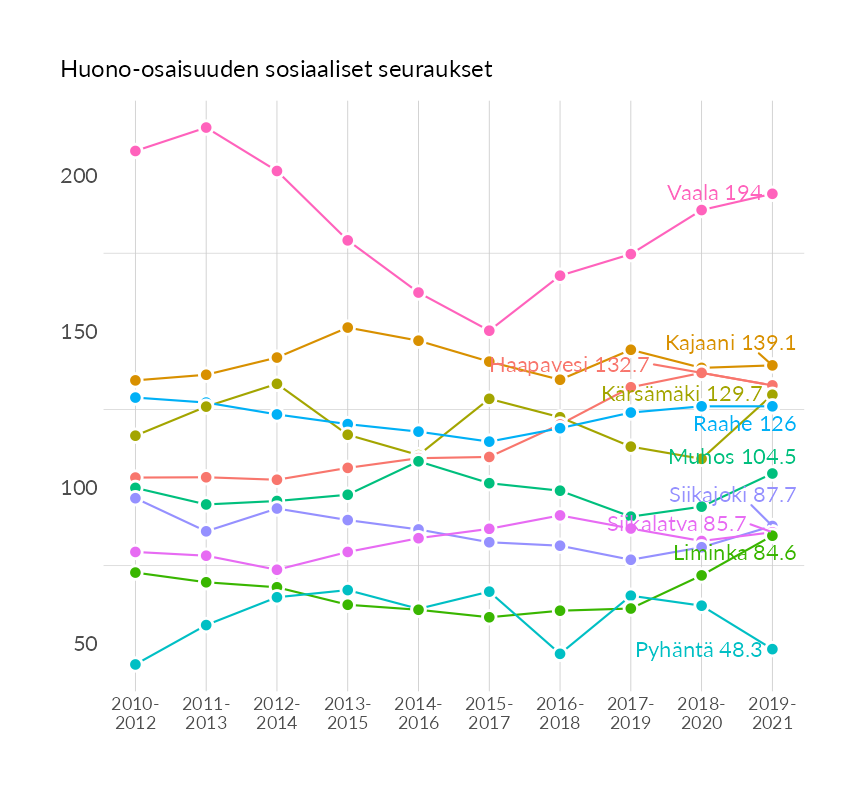 Huono-osaisuuden sosiaaliset seuraukset
200
150
100
50
Vaala 194
Kajaani 139.1
Haapavesi 132.7
Kärsämäki 129.7
Raahe 126
Muhos 104.5
Siikajoki 87.7
Siikalatva 85.7
Liminka 84.6
Pyhäntä 48.3
2010- 2011- 2012- 2013- 2014- 2015- 2016- 2017- 2018- 2019-
2012 2013 2014 2015 2016 2017 2018 2019 2020 2021